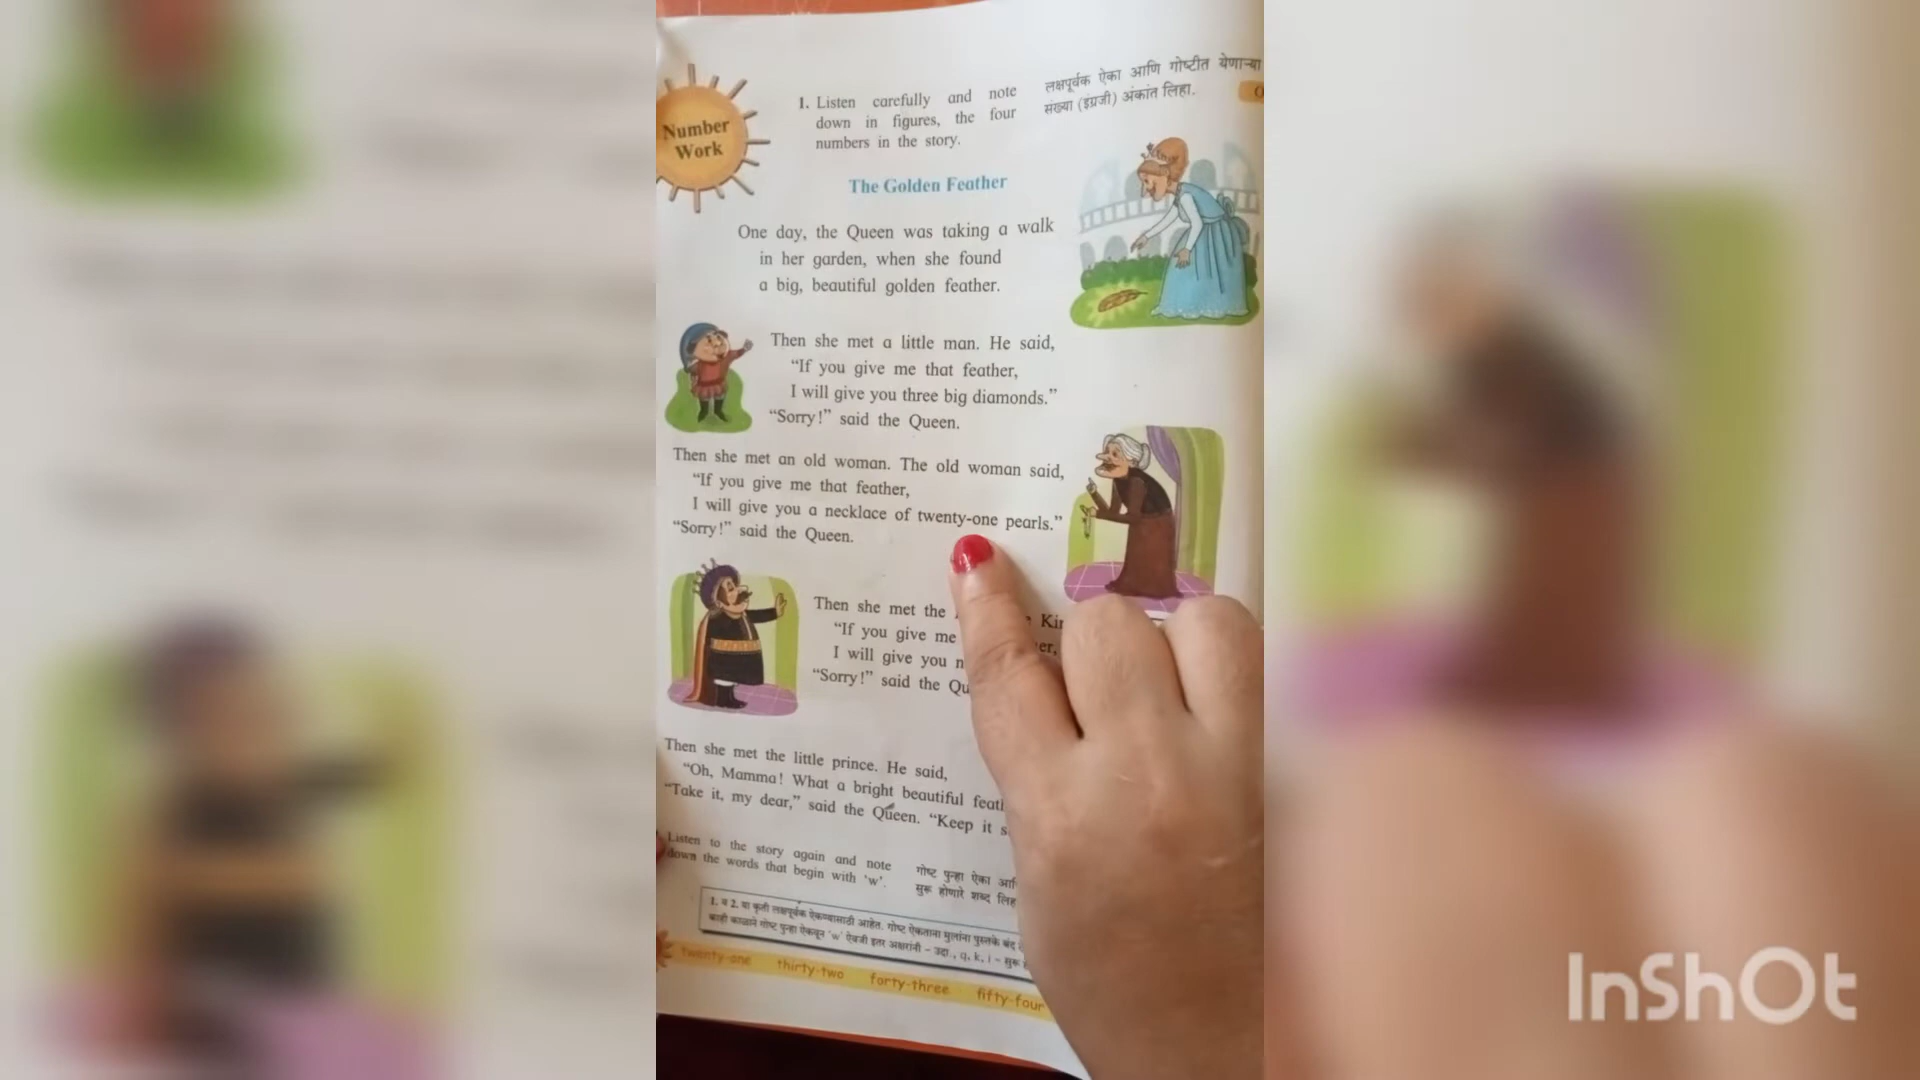 Number
Work
1. Listen carefully and note
down in figures, the four
numbers in the story.
लक्षपूर्वक ऐका आणि गोष्टीत येणाऱ्या
संख्या (इंग्रजी) अंकांत लिहा.
The Golden Feather
One day, the Queen was taking a walk
in her garden, when she found
a big, beautiful golden feather.
Then she met a little man. He said,
“If you give me that feather,
I will give you three big diamonds.”
“Sorry!” said the Queen.
Then she met an old woman. The old woman said,
“If you give me that feather,
I will give you a necklace of twenty-one pearls.”
“Sorry!” said the Queen.
Then she met the
“If you give me
I will give you
“Sorry!” said the
Then she met the little prince. He said,
“Oh, Mamma! What a bright beautiful
“Take it, my dear,” said the Queen. “Keep it
Listen to the story again and note
down the words that begin with ‘w’.
गोष्ट पुन्हा ऐका
सुरू होणारे शब्द
1. व 2. या कृती लक्षपूर्वक ऐकण्यासाठी आहेत. गोष्ट ऐकताना मुलांना पुस्तके बंद
काही काळाने गोष्ट पुन्हा ऐकवून ‘w’ ऐवजी इतर अक्षरांनी - उदा., q, k, l - सुरू
twenty-one thirty-two forty-three fifty-four
InShOt